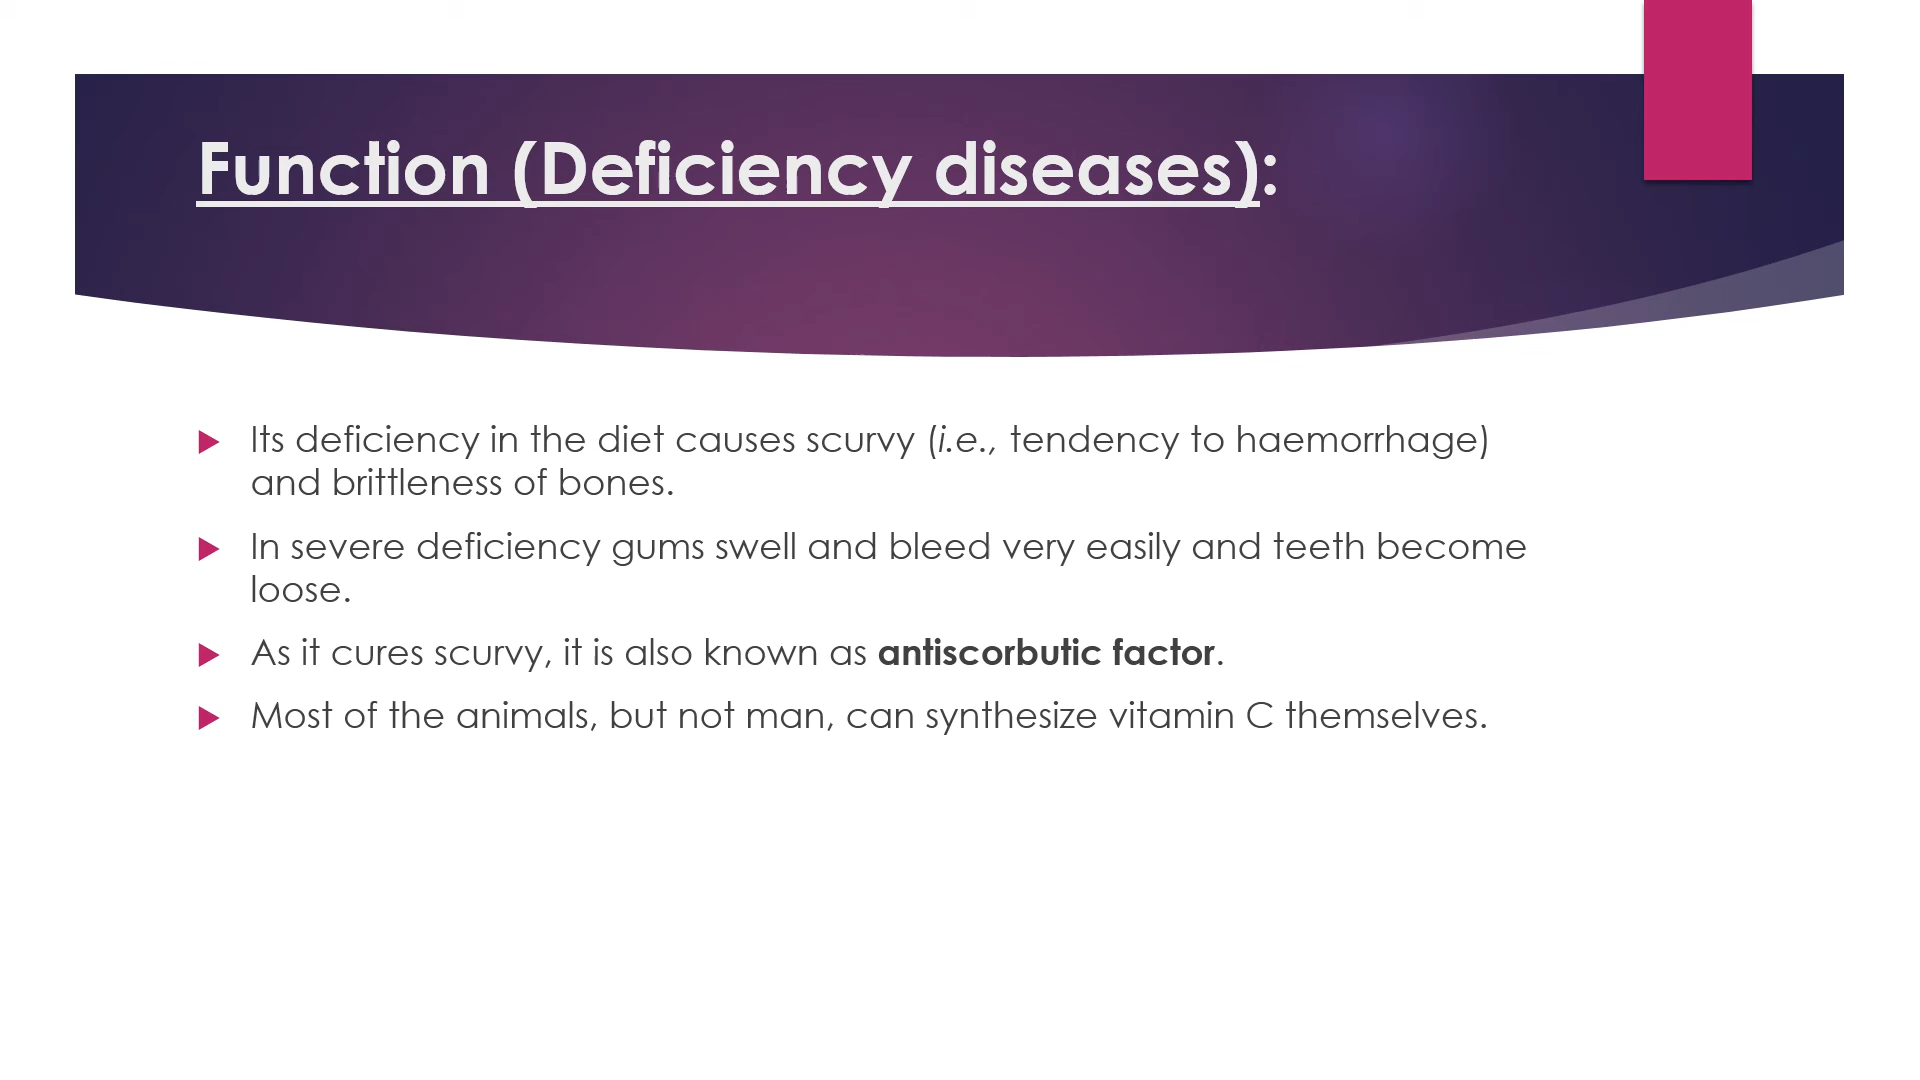 Function (Deficiency diseases):
Its deficiency in the diet causes scurvy (i.e., tendency to haemorrhage)
and brittleness of bones.
In severe deficiency gums swell and bleed very easily and teeth become
loose.
As it cures scurvy, it is also known as antiscorbutic factor.
Most of the animals, but not man, can synthesize vitamin C themselves.